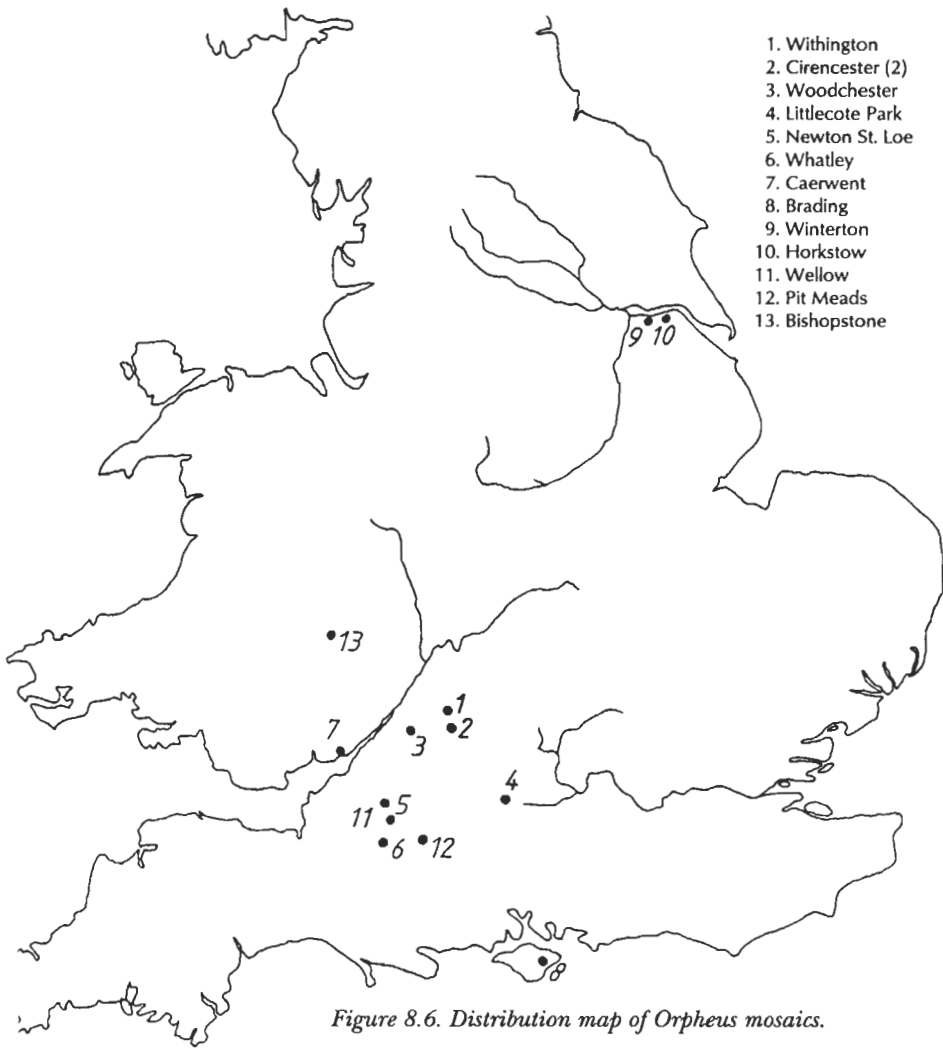 1. Withington
2. Cirencester (2)
3. Woodchester
4. Littlecote Park
5. Newton St. Loe
6. Whatley
7. Caerwent
8. Brading
9. Winterton
10. Horkstow
11. Wellow
12. Pit Meads
13. Bishopstone
9 10
13
1
2
3
7
4
5
11
6
12
8
Figure 8.6. Distribution map of Orpheus mosaics.